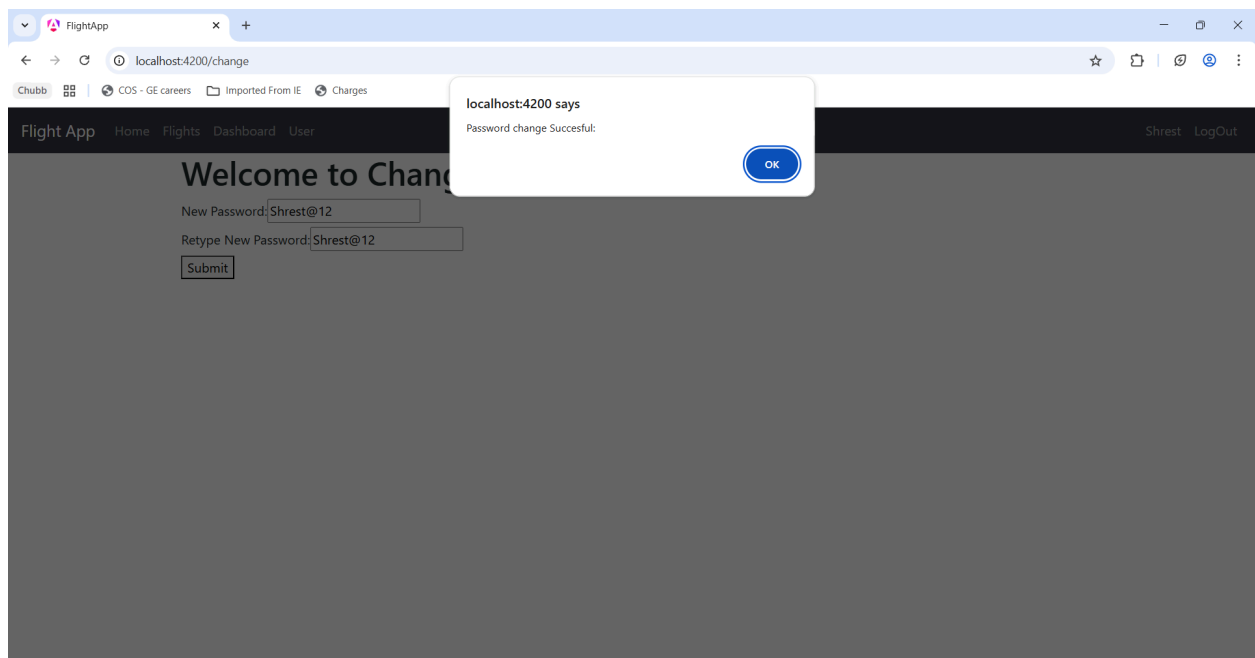 FlightApp
localhost:4200/change
Chubb COS - GE careers Imported From IE Charges
localhost:4200 says
Password change Succesful:
OK
Flight App Home Flights Dashboard User Shrest LogOut
Welcome to Chang
New Password: Shrest@12
Retype New Password: Shrest@12
Submit